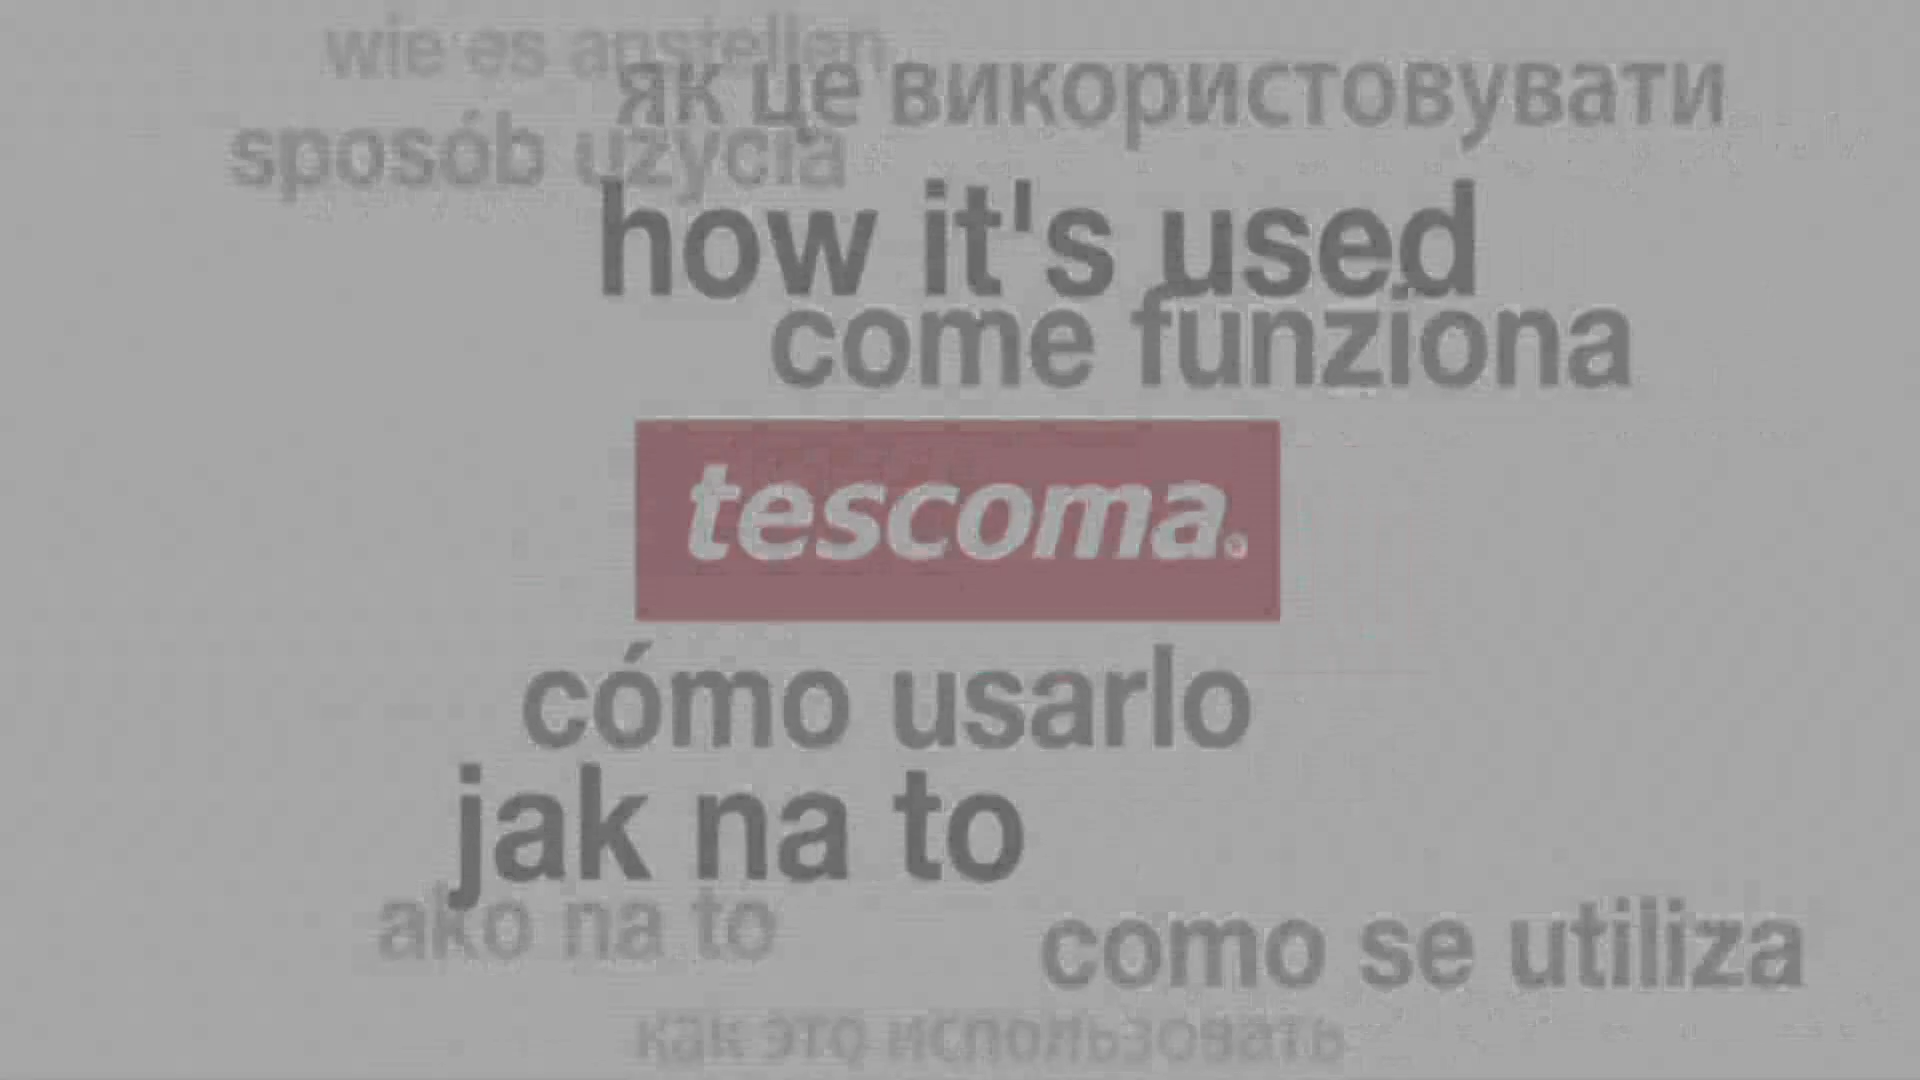 wie es anstellen
як це використовувати
sposób użycia
how it's used
come funziona
tescoma.®
cómo usarlo
jak na to
ako na to
como se utiliza
как это использовать